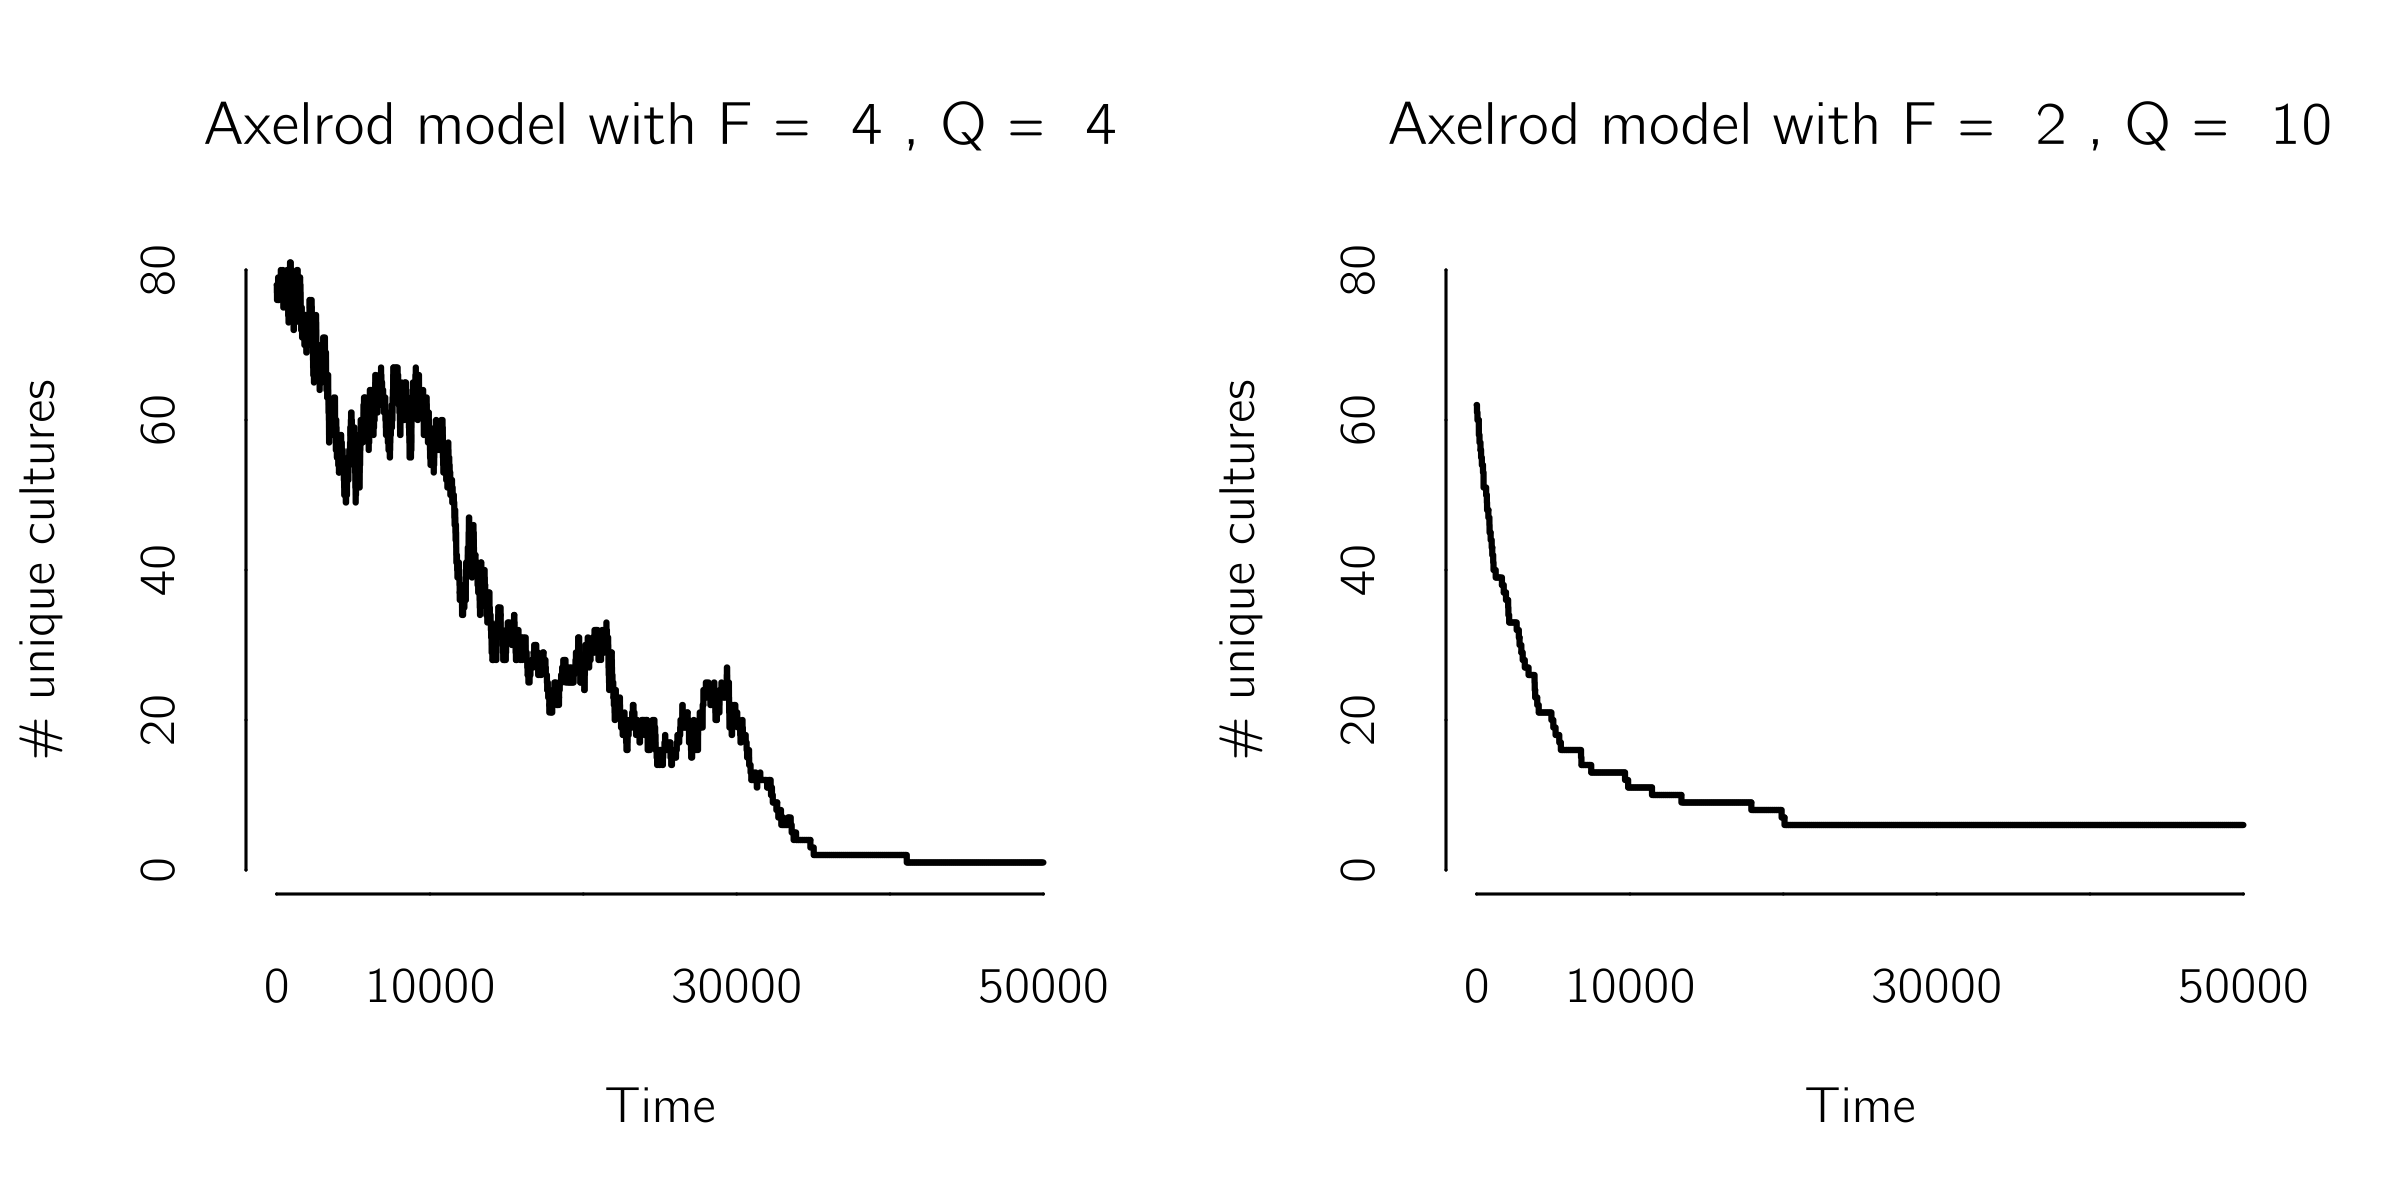 Axelrod model with F = 4 , Q = 4
# unique cultures
80
60
40
20
0
0 10000 30000 50000
Time
Axelrod model with F = 2 , Q = 10
# unique cultures
80
60
40
20
0
0 10000 30000 50000
Time